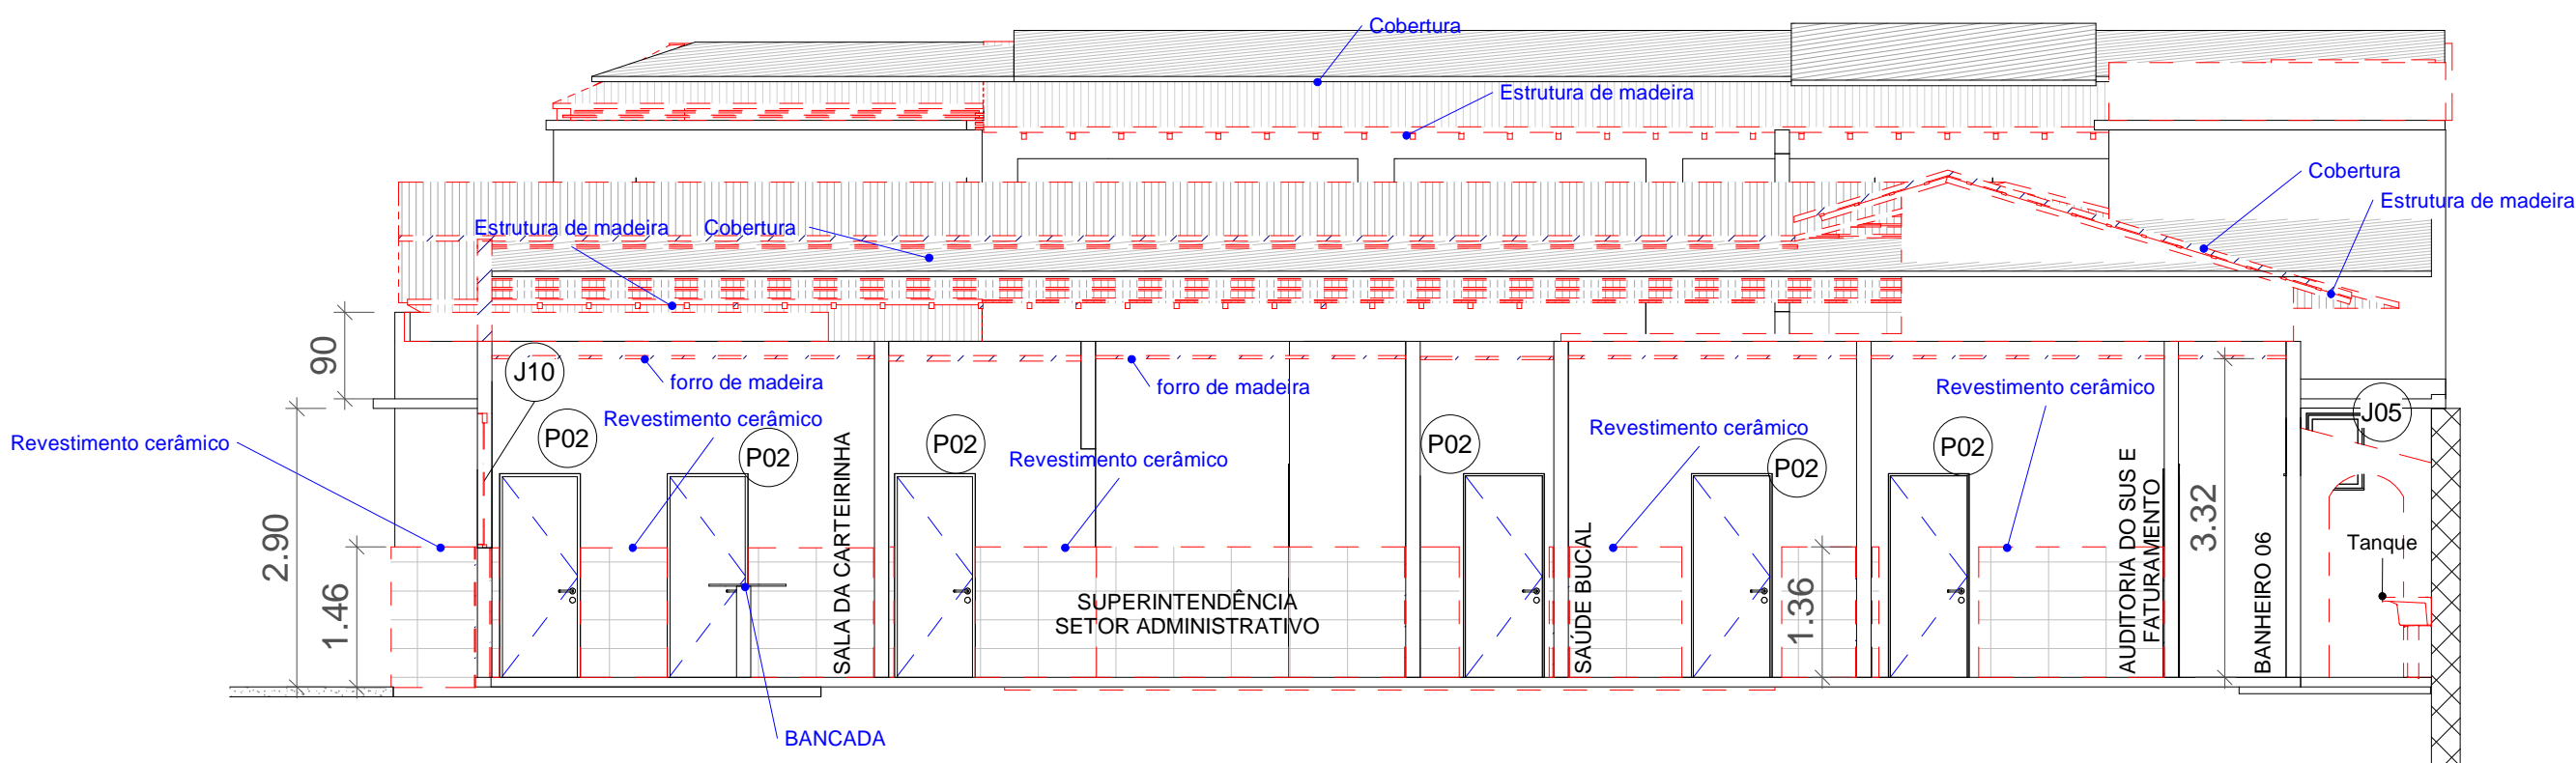 Cobertura
Estrutura de madeira
Cobertura
Estrutura de madeira
Estrutura de madeira
Cobertura
90
J10
forro de madeira
forro de madeira
Revestimento cerâmico
Revestimento cerâmico
J05
Revestimento cerâmico
P02
P02
P02
P02
P02
P02
Revestimento cerâmico
Revestimento cerâmico
2.90
1.46
SALA DA CARTEIRINHA
SUPERINTENDÊNCIA
SETOR ADMINISTRATIVO
SAÚDE BUCAL
1.36
AUDITORIA DO SUS E
FATURAMENTO
3.32
BANHEIRO 06
Tanque
BANCADA